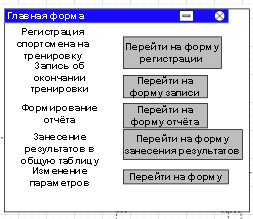 Главная форма
Регистрация
спортсмена на
тренировку
Перейти на форму
регистрации
Запись об
окончании
тренировки
Перейти на
форму записи
Формирование
отчёта
Перейти на
форму отчёта
Занесение
результатов в
общую таблицу
Перейти на форму
занесения результатов
Изменение
параметров
Перейти на форму